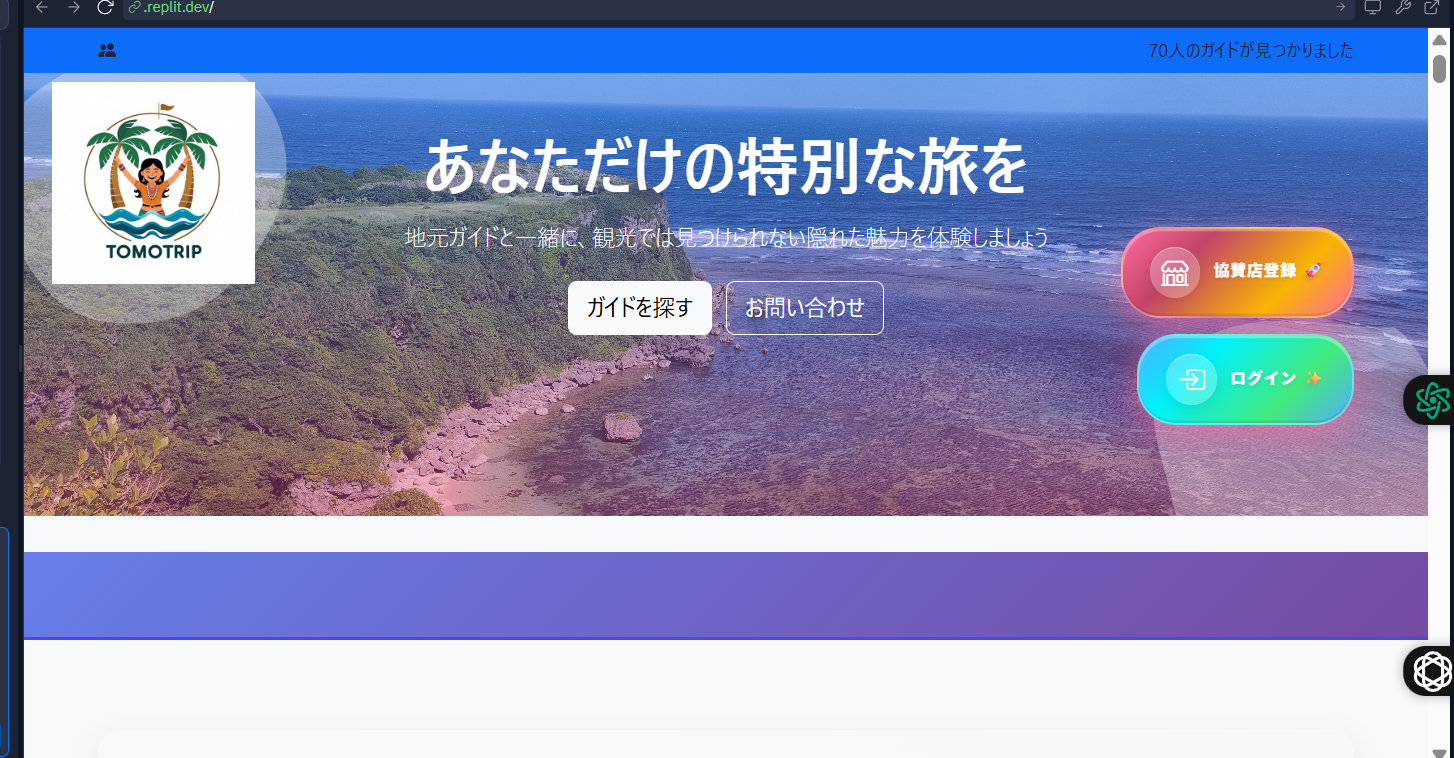 .replit.dev/
70人のガイドが見つかりました
TOMOTRIP
あなただけの特別な旅を
地元ガイドと一緒に、観光では見つけられない隠れた魅力を体験しましょう
ガイドを探す
お問い合わせ
協賛店登録 🚀
ログイン ✨